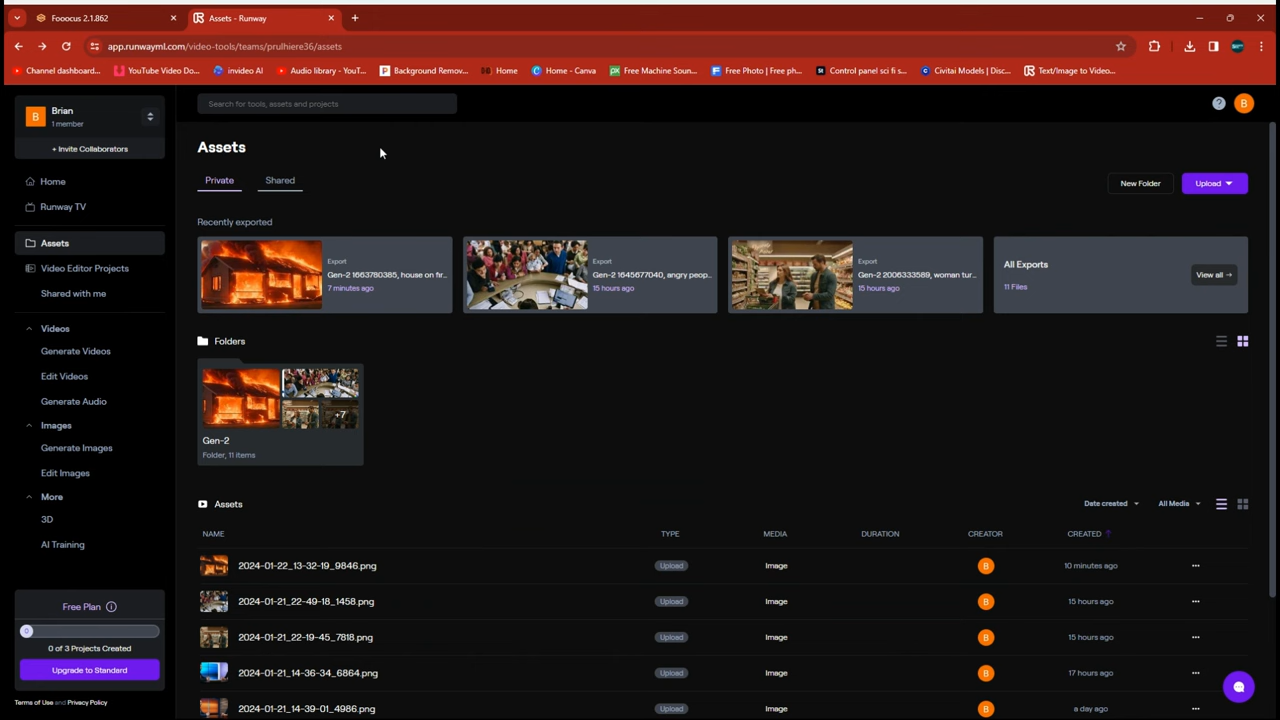 Fooocus 2.1.862
Assets - Runway
app.runwayml.com/video-tools/teams/prulhiere36/assets
Channel dashboard...
YouTube Video Do...
invideo AI
Audio library - YouT...
Background Remov...
Home
Home - Canva
Free Machine Soun...
Free Photo | Free ph...
Control panel sci fi s...
Civitai Models | Disc...
Text/Image to Video...
B
Brian
1 member
+ Invite Collaborators
Search for tools, assets and projects
B
Home
Runway TV
Assets
Video Editor Projects
Shared with me
Videos
Generate Videos
Edit Videos
Generate Audio
Images
Generate Images
Edit Images
More
3D
AI Training
Free Plan
0
0 of 3 Projects Created
Upgrade to Standard
Terms of Use and Privacy Policy
Assets
Private
Shared
New Folder
Upload
Recently exported
Export
Gen-2 1663780385, house on fir...
7 minutes ago
Export
Gen-2 1645677040, angry peop...
15 hours ago
Export
Gen-2 2006333589, woman tur...
15 hours ago
All Exports
11 Files
View all →
Folders
+7
Gen-2
Folder, 11 items
Assets
Date created
All Media
NAME TYPE MEDIA DURATION CREATOR CREATED
2024-01-22_13-32-19_9846.png Upload Image B 10 minutes ago
2024-01-21_22-49-18_1458.png Upload Image B 15 hours ago
2024-01-21_22-19-45_7818.png Upload Image B 15 hours ago
2024-01-21_14-36-34_6864.png Upload Image B 17 hours ago
2024-01-21_14-39-01_4986.png Upload Image B a day ago